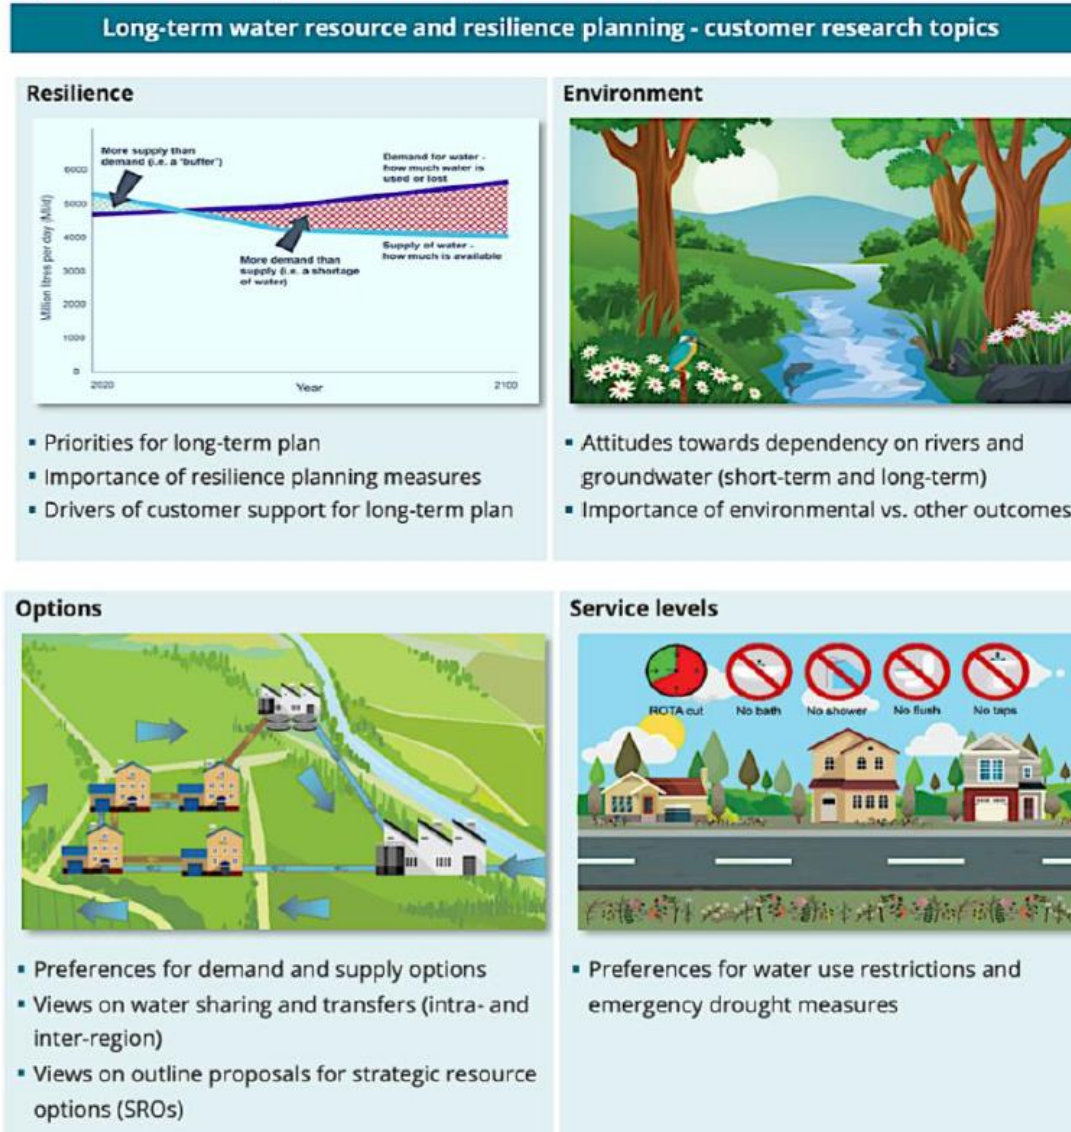 Long-term water resource and resilience planning - customer research topics
Resilience
More supply than
demand (i.e. a "buffer")
Demand for water -
how much water is
used or lost
More demand than
supply (i.e. a shortage
of water)
Supply of water -
how much is available
Million litres per day (Ml/d)
6000
5000
4000
3000
2000
1000
0
2020
Year
2100
▪ Priorities for long-term plan
▪ Importance of resilience planning measures
▪ Drivers of customer support for long-term plan
Environment
▪ Attitudes towards dependency on rivers and
groundwater (short-term and long-term)
▪ Importance of environmental vs. other outcomes
Options
▪ Preferences for demand and supply options
▪ Views on water sharing and transfers (intra- and
inter-region)
▪ Views on outline proposals for strategic resource
options (SROs)
Service levels
ROTA cut
No bath
No shower
No flush
No taps
▪ Preferences for water use restrictions and
emergency drought measures